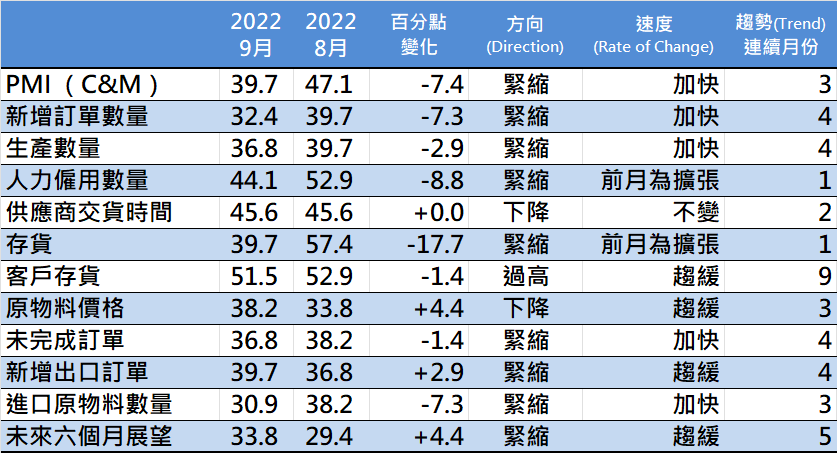 2022 2022 百分點 方向 速度 趨勢(Trend)
9月 8月 變化 (Direction) (Rate of Change) 連續月份
PMI（C&M） 39.7 47.1 -7.4 緊縮 加快 3
新增訂單數量 32.4 39.7 -7.3 緊縮 加快 4
生產數量 36.8 39.7 -2.9 緊縮 加快 4
人力僱用數量 44.1 52.9 -8.8 緊縮 前月為擴張 1
供應商交貨時間 45.6 45.6 +0.0 下降 不變 2
存貨 39.7 57.4 -17.7 緊縮 前月為擴張 1
客戶存貨 51.5 52.9 -1.4 過高 趨緩 9
原物料價格 38.2 33.8 +4.4 下降 趨緩 3
未完成訂單 36.8 38.2 -1.4 緊縮 加快 4
新增出口訂單 39.7 36.8 +2.9 緊縮 趨緩 4
進口原物料數量 30.9 38.2 -7.3 緊縮 加快 3
未來六個月展望 33.8 29.4 +4.4 緊縮 趨緩 5